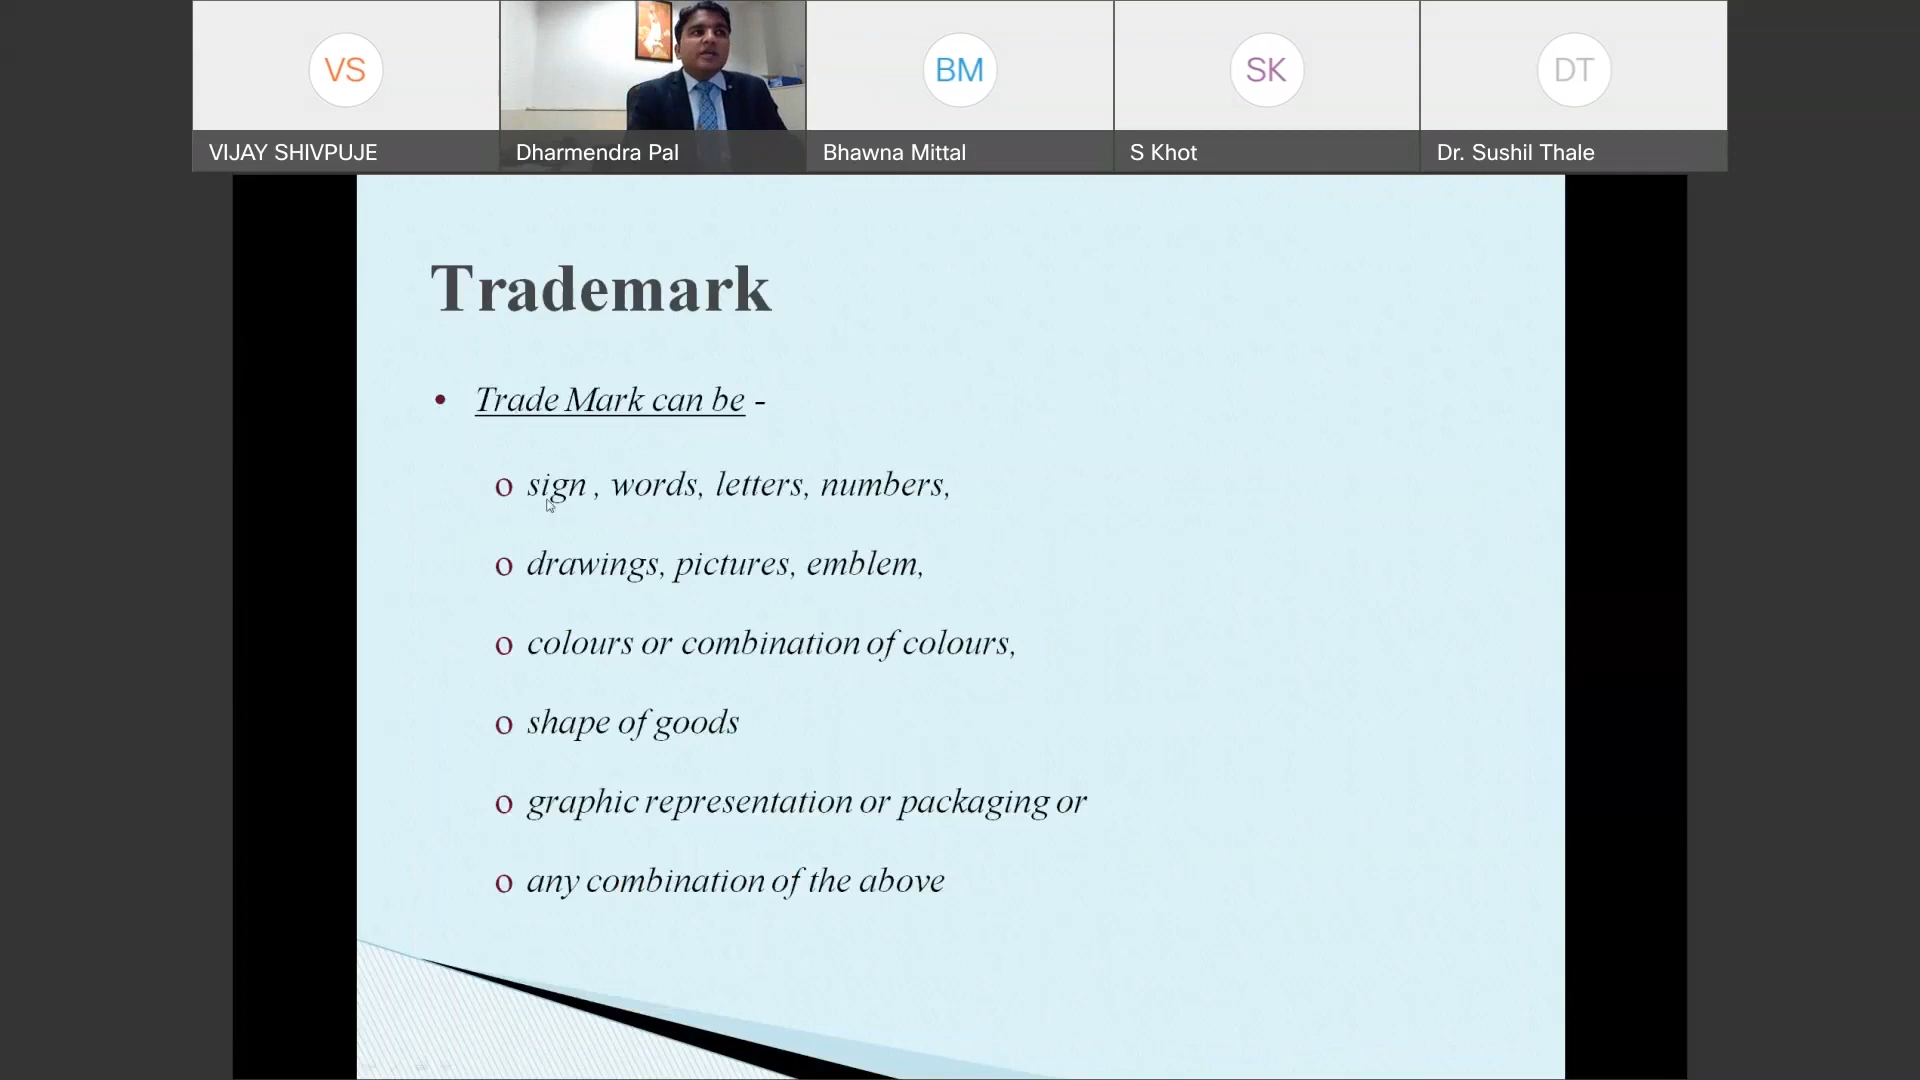 VS
BM
SK
DT
VIJAY SHIVPUJE
Dharmendra Pal
Bhawna Mittal
S Khot
Dr. Sushil Thale
Trademark
• Trade Mark can be -
o sign , words, letters, numbers,
o drawings, pictures, emblem,
o colours or combination of colours,
o shape of goods
o graphic representation or packaging or
o any combination of the above